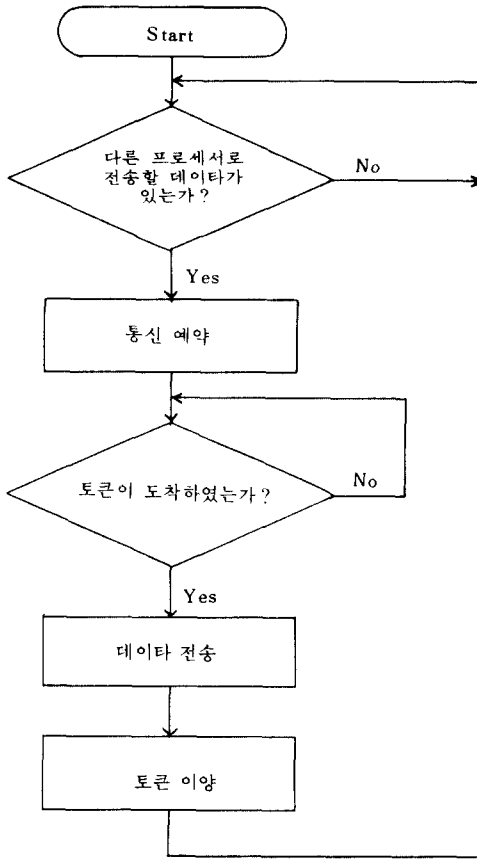 Start
다른 프로세서로
전송할 데이타가
있는가?
No
Yes
통신 예약
토큰이 도착하였는가?
No
Yes
데이타 전송
토큰 이양